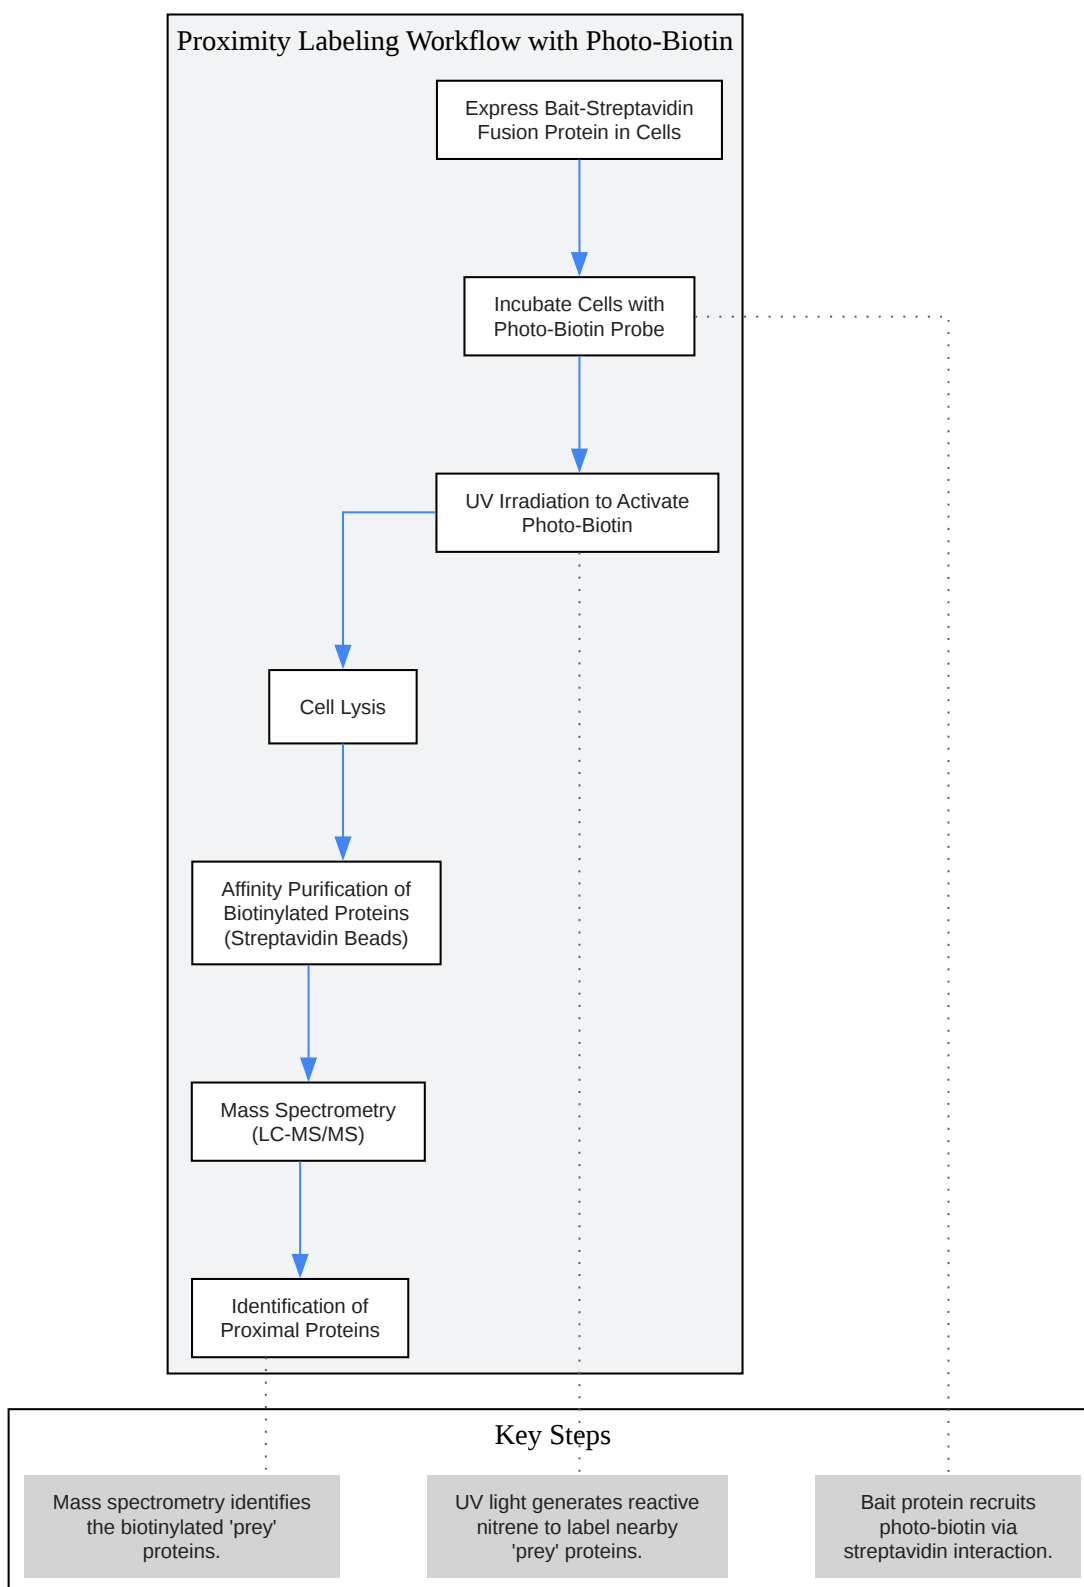 Proximity Labeling Workflow with Photo-Biotin
Express Bait-Streptavidin
Fusion Protein in Cells
Incubate Cells with
Photo-Biotin Probe
UV Irradiation to Activate
Photo-Biotin
Cell Lysis
Affinity Purification of
Biotinylated Proteins
(Streptavidin Beads)
Mass Spectrometry
(LC-MS/MS)
Identification of
Proximal Proteins
Key Steps
Mass spectrometry identifies
the biotinylated 'prey'
proteins.
UV light generates reactive
nitrene to label nearby
'prey' proteins.
Bait protein recruits
photo-biotin via
streptavidin interaction.